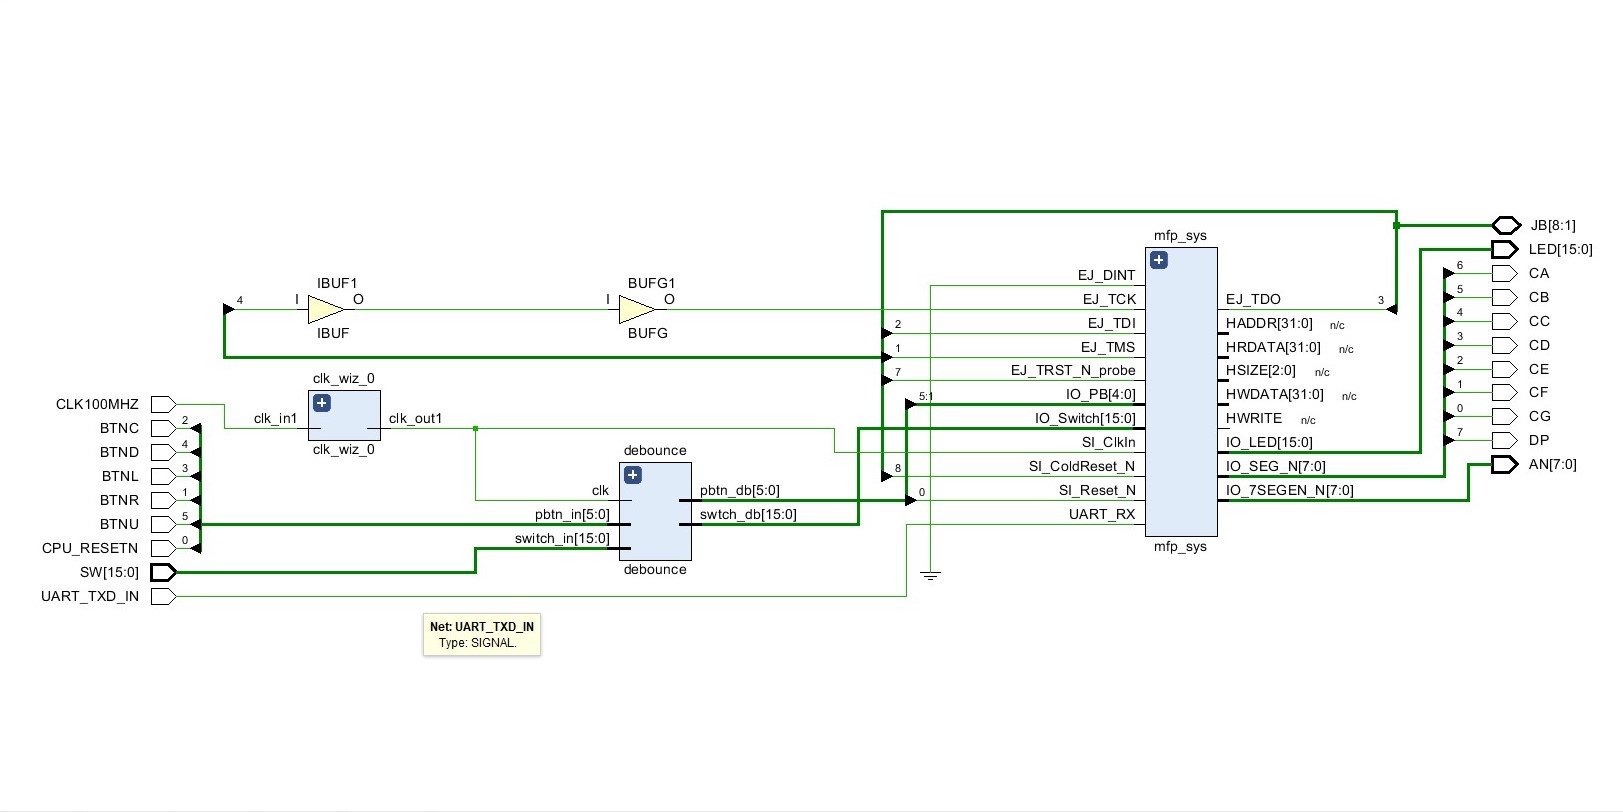 mfp_sys
JB[8:1]
LED[15:0]
EJ_DINT
6
CA
IBUF1
BUFG1
4
I
O
I
O
EJ_TCK
EJ_TDO
3
5
CB
IBUF
BUFG
2
EJ_TDI
HADDR[31:0]
n/c
4
CC
1
EJ_TMS
HRDATA[31:0]
n/c
3
CD
clk_wiz_0
7
EJ_TRST_N_probe
HSIZE[2:0]
n/c
2
CE
CLK100MHZ
5:1
IO_PB[4:0]
HWDATA[31:0]
n/c
1
CF
clk_in1
clk_out1
IO_Switch[15:0]
HWRITE
n/c
0
CG
BTNC
2
clk_wiz_0
SI_ClkIn
IO_LED[15:0]
7
DP
BTND
4
debounce
8
SI_ColdReset_N
IO_SEG_N[7:0]
AN[7:0]
BTNL
3
clk
pbtn_db[5:0]
0
SI_Reset_N
IO_7SEGEN_N[7:0]
BTNR
1
pbtn_in[5:0]
swtch_db[15:0]
UART_RX
BTNU
5
switch_in[15:0]
mfp_sys
CPU_RESETN
0
debounce
SW[15:0]
UART_TXD_IN
Net: UART_TXD_IN
Type: SIGNAL.